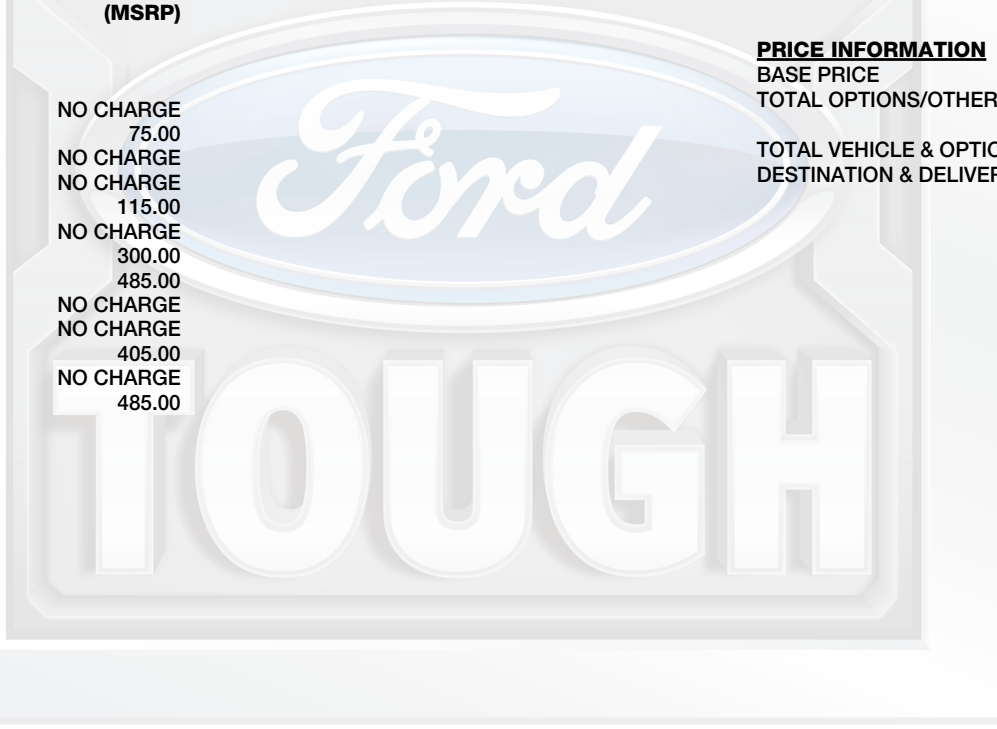 (MSRP)
NO CHARGE
75.00
NO CHARGE
NO CHARGE
115.00
NO CHARGE
300.00
485.00
NO CHARGE
NO CHARGE
405.00
NO CHARGE
485.00
PRICE INFORMATION
BASE PRICE
TOTAL OPTIONS/OTHER
TOTAL VEHICLE & OPTIO
DESTINATION & DELIVER
Ford
TOUGH